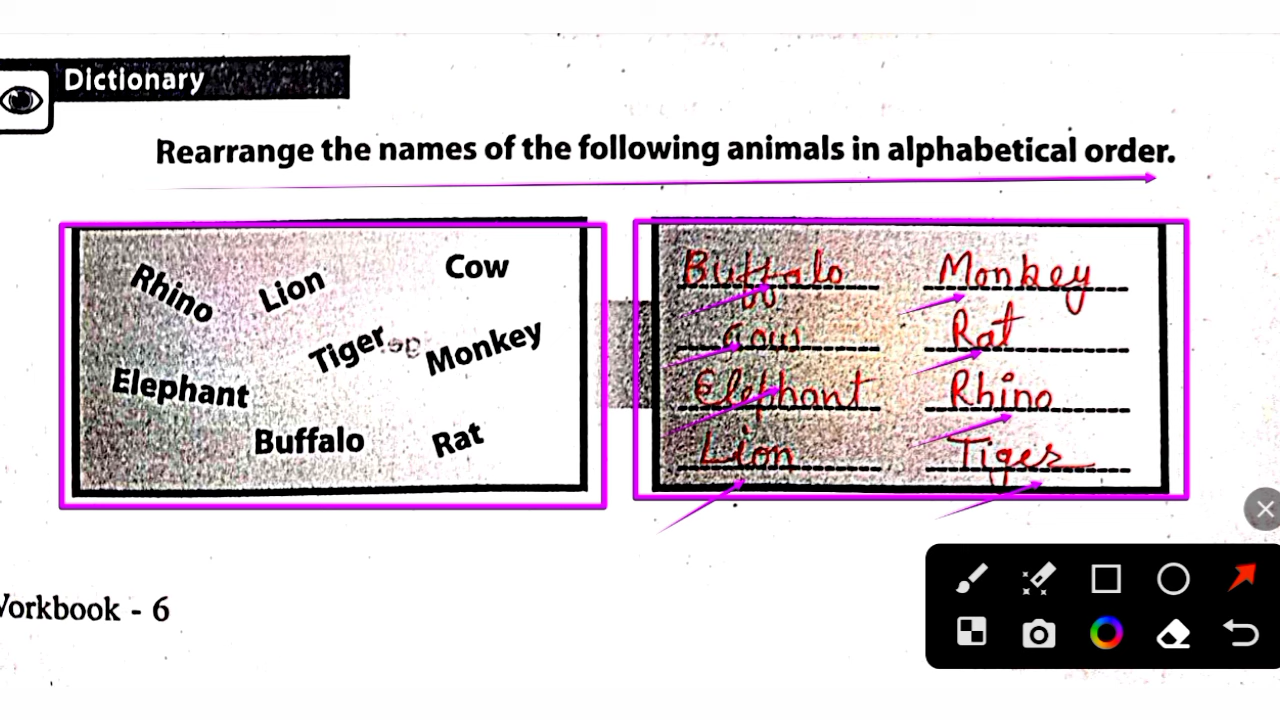 Dictionary
Rearrange the names of the following animals in alphabetical order.
Rhino Lion Cow
Tiger Monkey
Elephant
Buffalo Rat
Buffalo Monkey
Cow Rat
Elephant Rhino
Lion Tiger
Workbook - 6